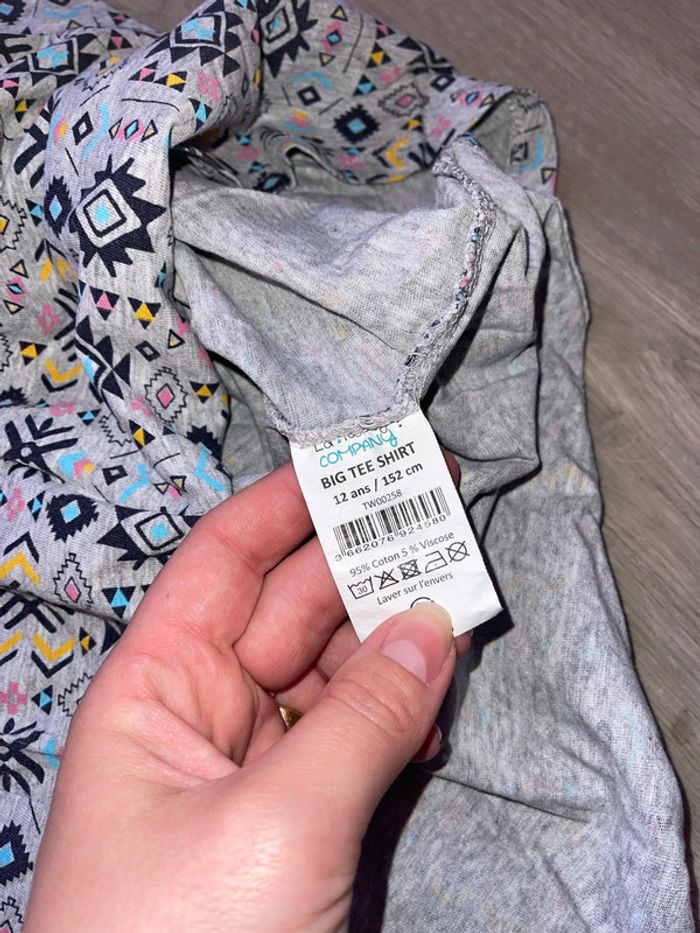 COMPANY
BIG TEE SHIRT
12 ans / 152 cm
TW00258
3 662076 924580
95% Coton 5 % Viscose
30
Laver sur l'envers